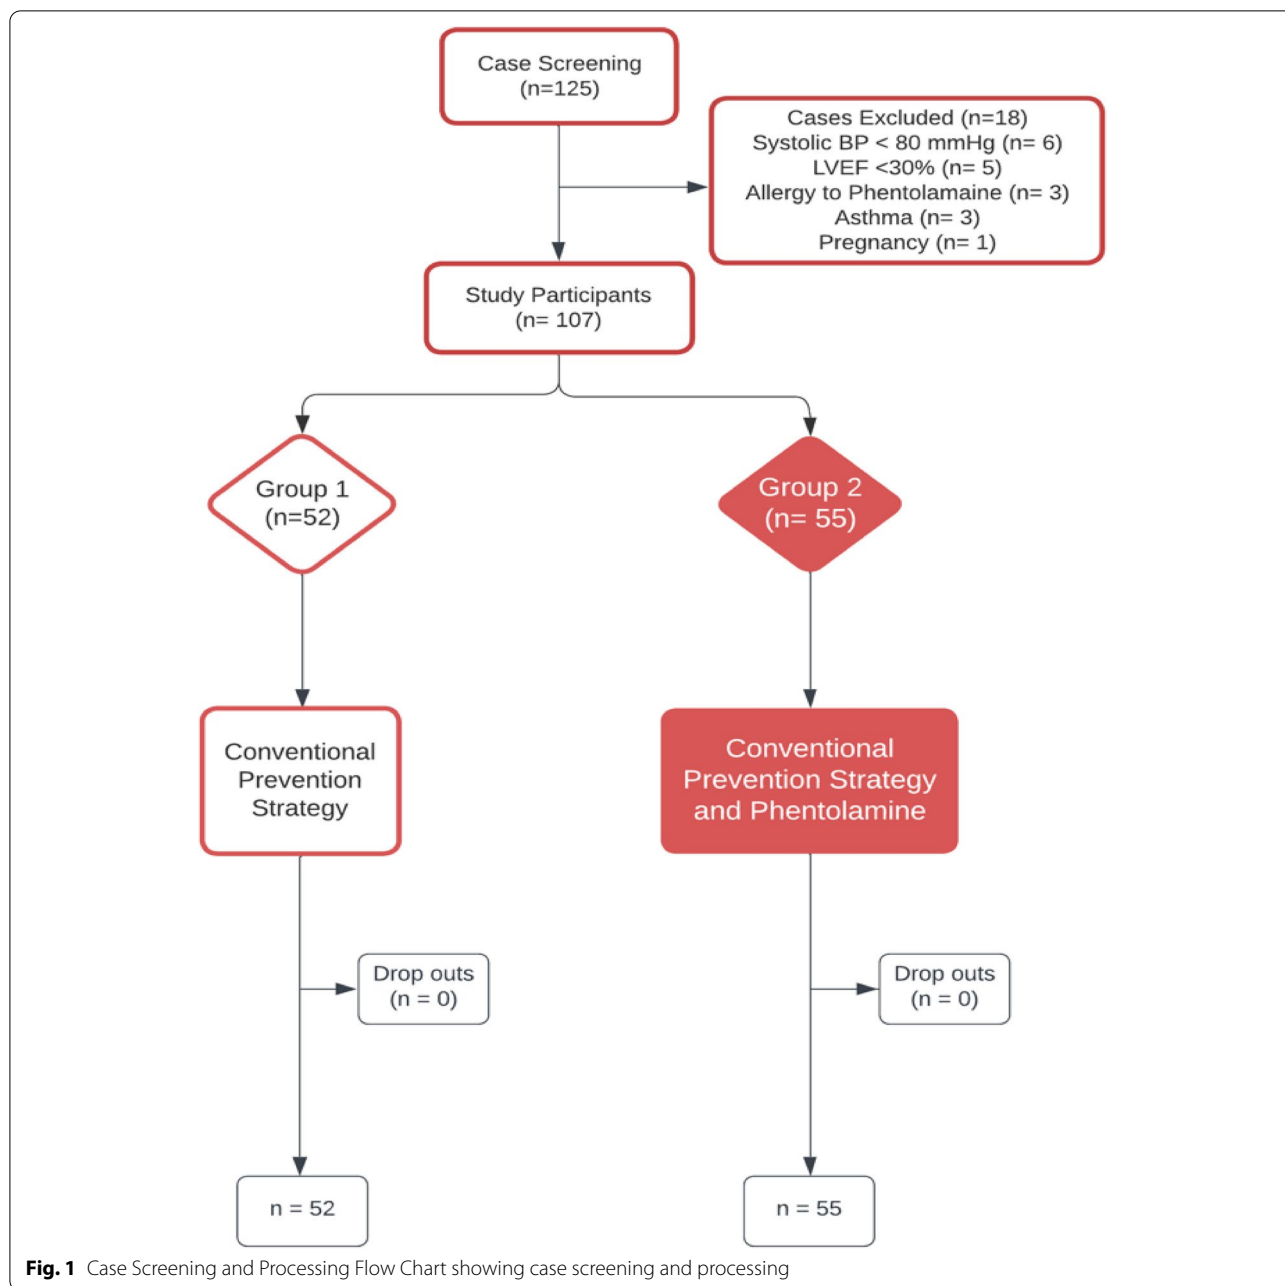 Case Screening
(n=125)
Cases Excluded (n=18)
Systolic BP < 80 mmHg (n= 6)
LVEF <30% (n= 5)
Allergy to Phentolamaine (n= 3)
Asthma (n= 3)
Pregnancy (n= 1)
Study Participants
(n= 107)
Group 1
(n=52)
Group 2
(n= 55)
Conventional
Prevention
Strategy
Conventional
Prevention Strategy
and Phentolamine
Drop outs
(n = 0)
Drop outs
(n = 0)
n = 52
n = 55
Fig. 1 Case Screening and Processing Flow Chart showing case screening and processing